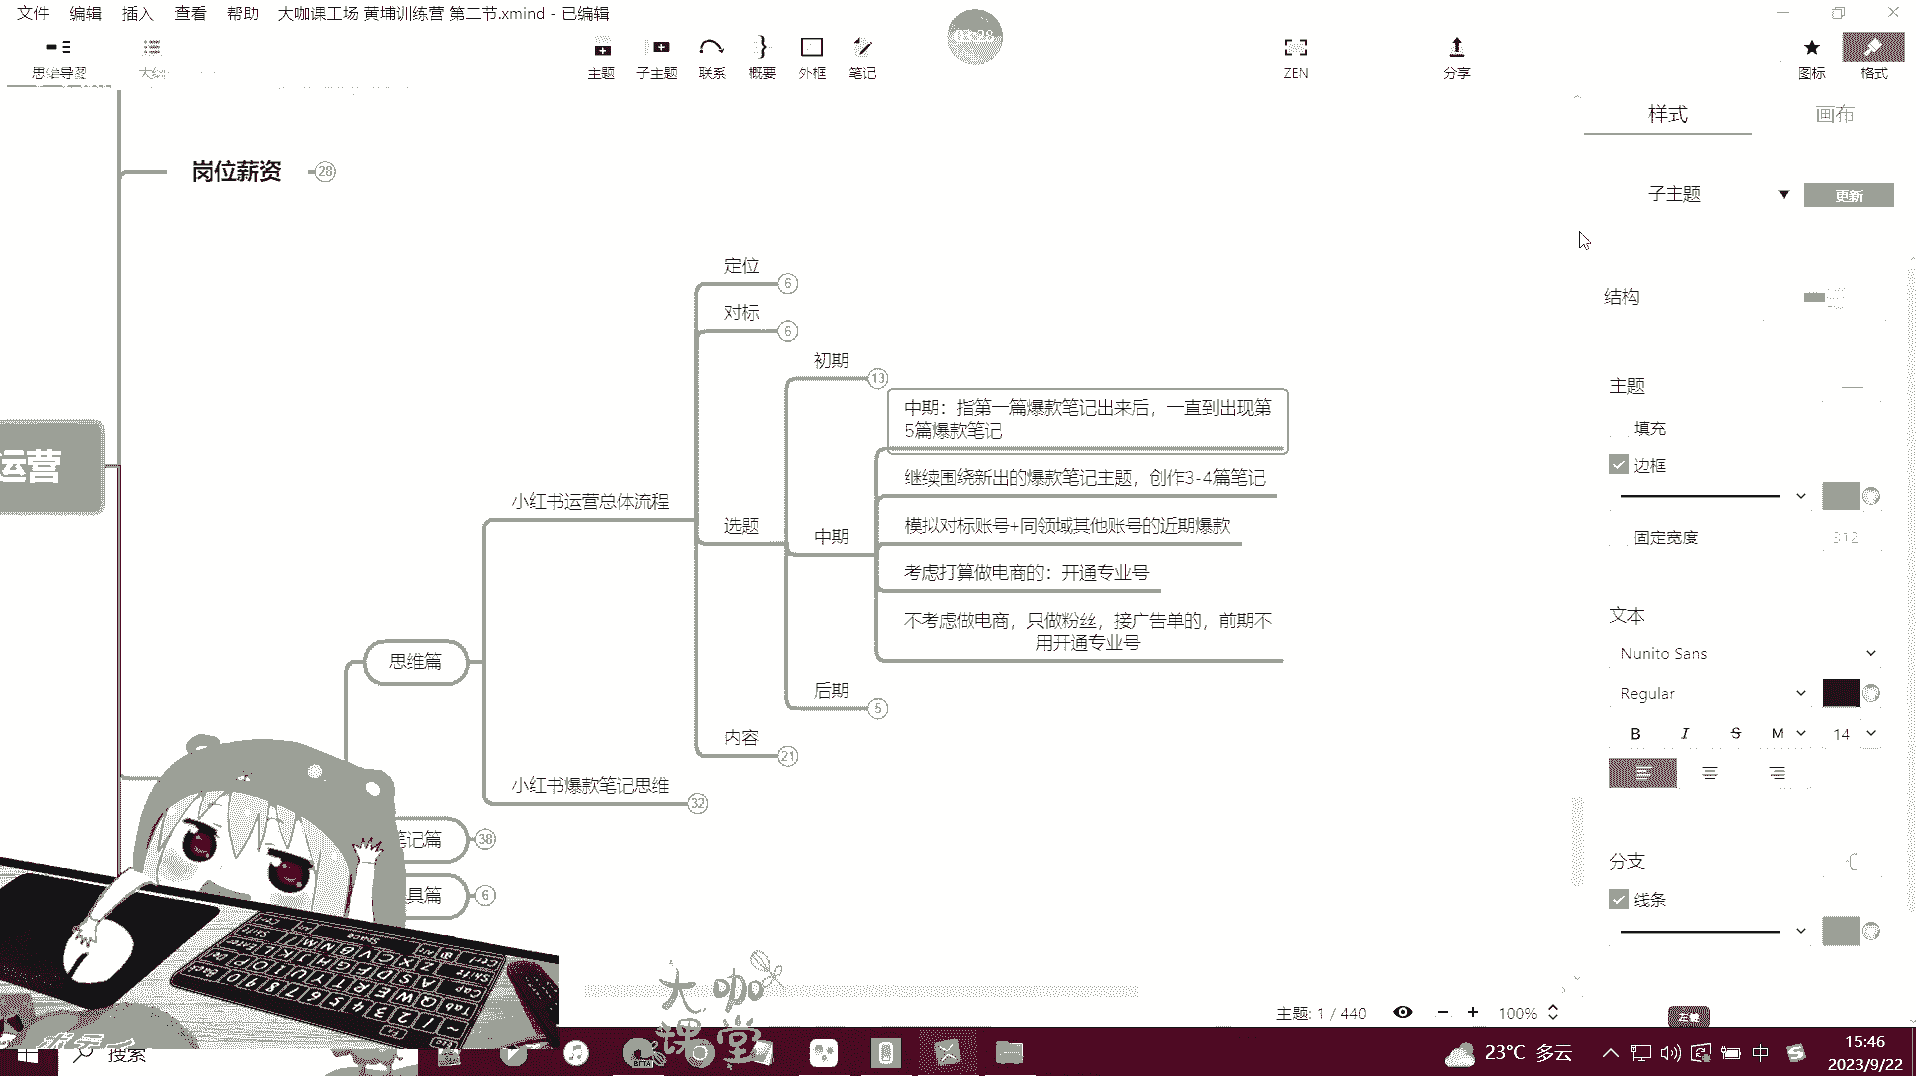 文件 编辑 插入 查看 帮助 大咖课工场 黄埔训练营 第二节.xmind - 已编辑
思维导图
主题 子主题 联系 概要 外框 笔记
ZEN
分享
图标 格式
样式 画布
岗位薪资 28
子主题 更新
定位 6
对标 6
结构
初期 13
主题
中期：指第一篇爆款笔记出来后，一直到出现第
5篇爆款笔记
填充
边框
运营
继续围绕新出的爆款笔记主题，创作3-4篇笔记
小红书运营总体流程
选题
模拟对标账号+同领域其他账号的近期爆款
中期
固定宽度 312
考虑打算做电商的：开通专业号
不考虑做电商，只做粉丝，接广告单的，前期不
用开通专业号
文本
Nunito Sans
思维篇
后期 5
Regular
内容 21
B I S M 14
小红书爆款笔记思维 32
笔记篇 38
具篇 6
分支
线条
大咖
课堂
主题: 1 / 440
100%
搜索
23°C 多云
中
15:46
2023/9/22